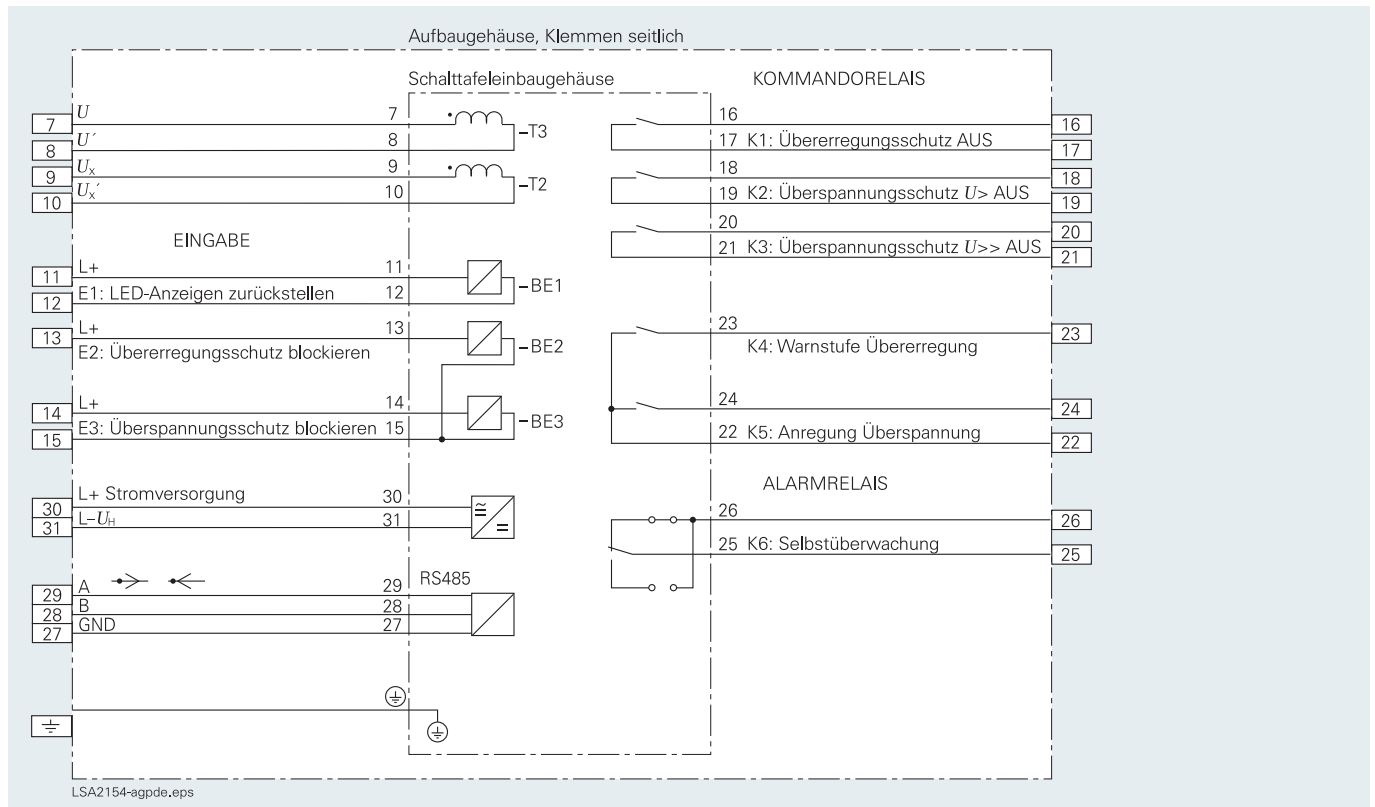 Aufbaugehäuse, Klemmen seitlich
Schalttafeleinbaugehäuse
KOMMANDORELAIS
7 U 7 –T3 16 16
8 U´ 8 17 K1: Übererregungsschutz AUS 17
9 Ux 9 –T2 18 18
10 Ux´ 10 19 K2: Überspannungsschutz U> AUS 19
20 20
EINGABE 21 K3: Überspannungsschutz U>> AUS 21
11 L+ 11 –BE1
12 E1: LED-Anzeigen zurückstellen 12
13 L+ 13 –BE2 23 23
E2: Übererregungsschutz blockieren K4: Warnstufe Übererregung
14 L+ 14 –BE3 24 24
15 E3: Überspannungsschutz blockieren 15 22 K5: Anregung Überspannung 22
ALARMRELAIS
30 L+ Stromversorgung 30 ≅ 26 26
31 L– UH 31 = 25 K6: Selbstüberwachung 25
RS485
29 A 29
28 B 28
27 GND 27
LSA2154-agpde.eps